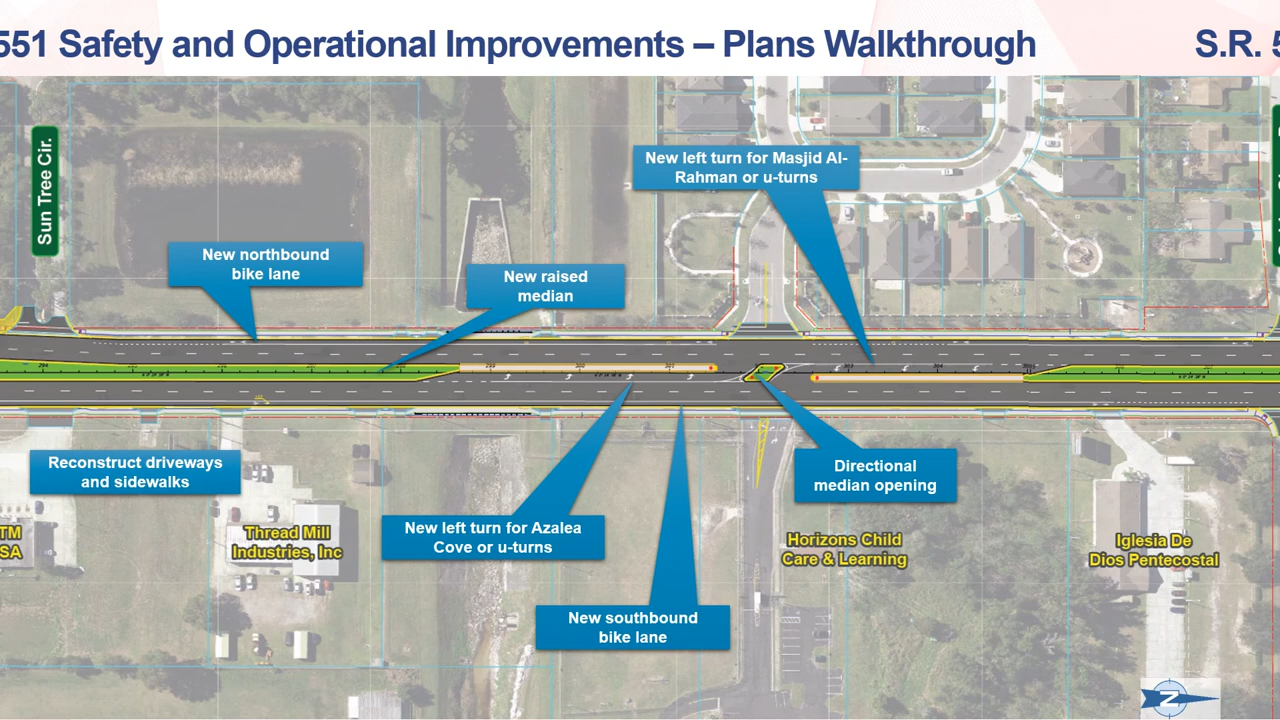 551 Safety and Operational Improvements – Plans Walkthrough
S.R. 5
Sun Tree Cir.
New left turn for Masjid Al-
Rahman or u-turns
New northbound
bike lane
New raised
median
Reconstruct driveways
and sidewalks
Directional
median opening
New left turn for Azalea
Cove or u-turns
TM
SA
Thread Mill
Industries, Inc
Horizons Child
Care & Learning
Iglesia De
Dios Pentecostal
New southbound
bike lane
N